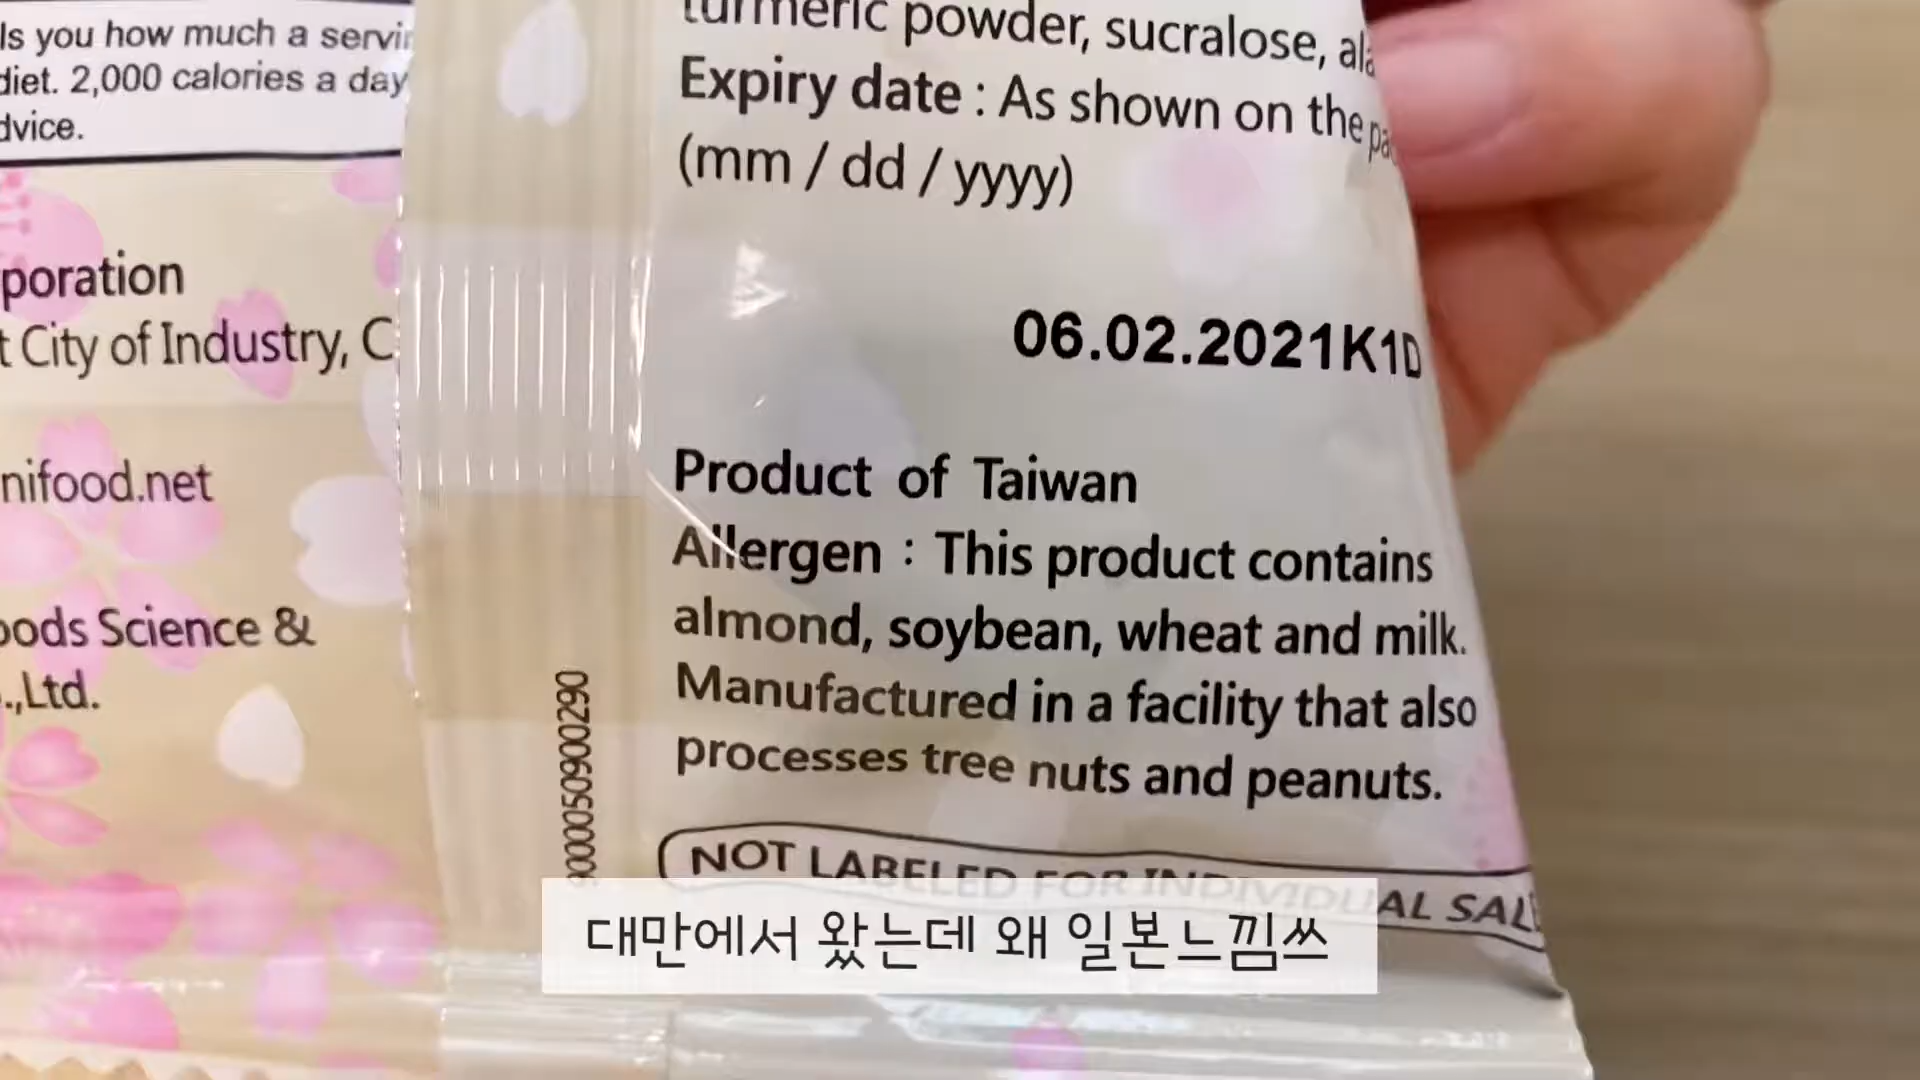 ls you how much a servin
diet. 2,000 calories a day
dvice.
poration
t City of Industry, C
nifood.net
oods Science &
.,Ltd.
turmeric powder, sucralose, ala
Expiry date : As shown on the pac
(mm / dd / yyyy)
06.02.2021K1D
Product of Taiwan
Allergen : This product contains
almond, soybean, wheat and milk.
Manufactured in a facility that also
processes tree nuts and peanuts.
NOT LABELED FOR INDIVIDUAL SALE
대만에서 왔는데 왜 일본느낌쓰